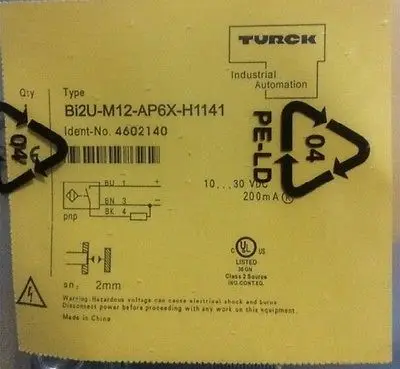 TURCK
Industrial
Automation
Qty
Type
Bi2U-M12-AP6X-H1141
Ident-No. 4602140
04
04
PE-LD
BU 1 +
BN 3 -
BK 4
pnp
10...30 VDC
200mA
2mm
C UL US
LISTED
Class 2 Source
IND.CONT.EQ.
Warning: Hazardous voltage can cause electrical shock and burns
Disconnect power before proceeding with any work on this equipment.
Made in China